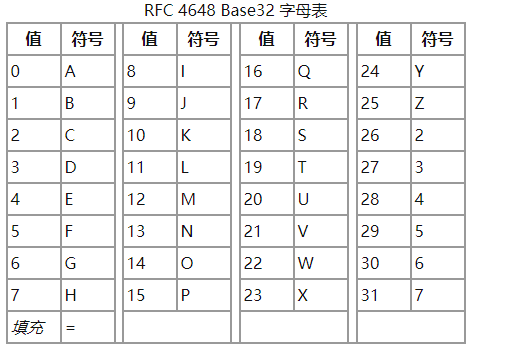 RFC 4648 Base32 字母表
值 符号 值 符号 值 符号 值 符号
0 A 8 I 16 Q 24 Y
1 B 9 J 17 R 25 Z
2 C 10 K 18 S 26 2
3 D 11 L 19 T 27 3
4 E 12 M 20 U 28 4
5 F 13 N 21 V 29 5
6 G 14 O 22 W 30 6
7 H 15 P 23 X 31 7
填充 =